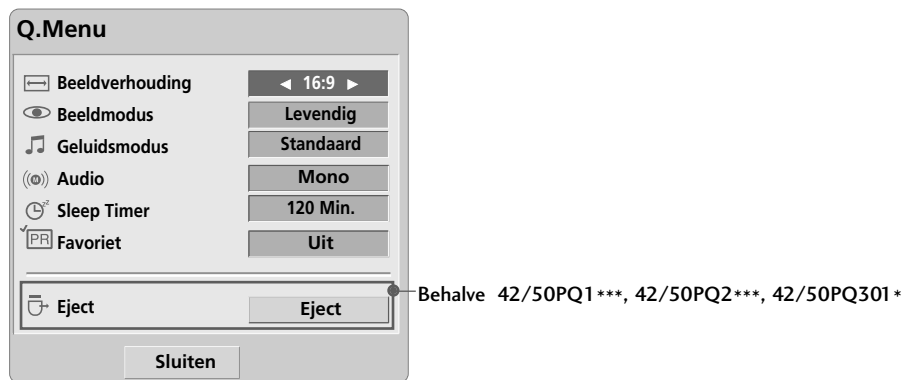 Q.Menu
Beeldverhouding ◄ 16:9 ►
Beeldmodus Levendig
Geluidsmodus Standaard
((M)) Audio Mono
zz Sleep Timer 120 Min.
PR Favoriet Uit
Eject Eject
Behalve 42/50PQ1***, 42/50PQ2***, 42/50PQ301*
Sluiten